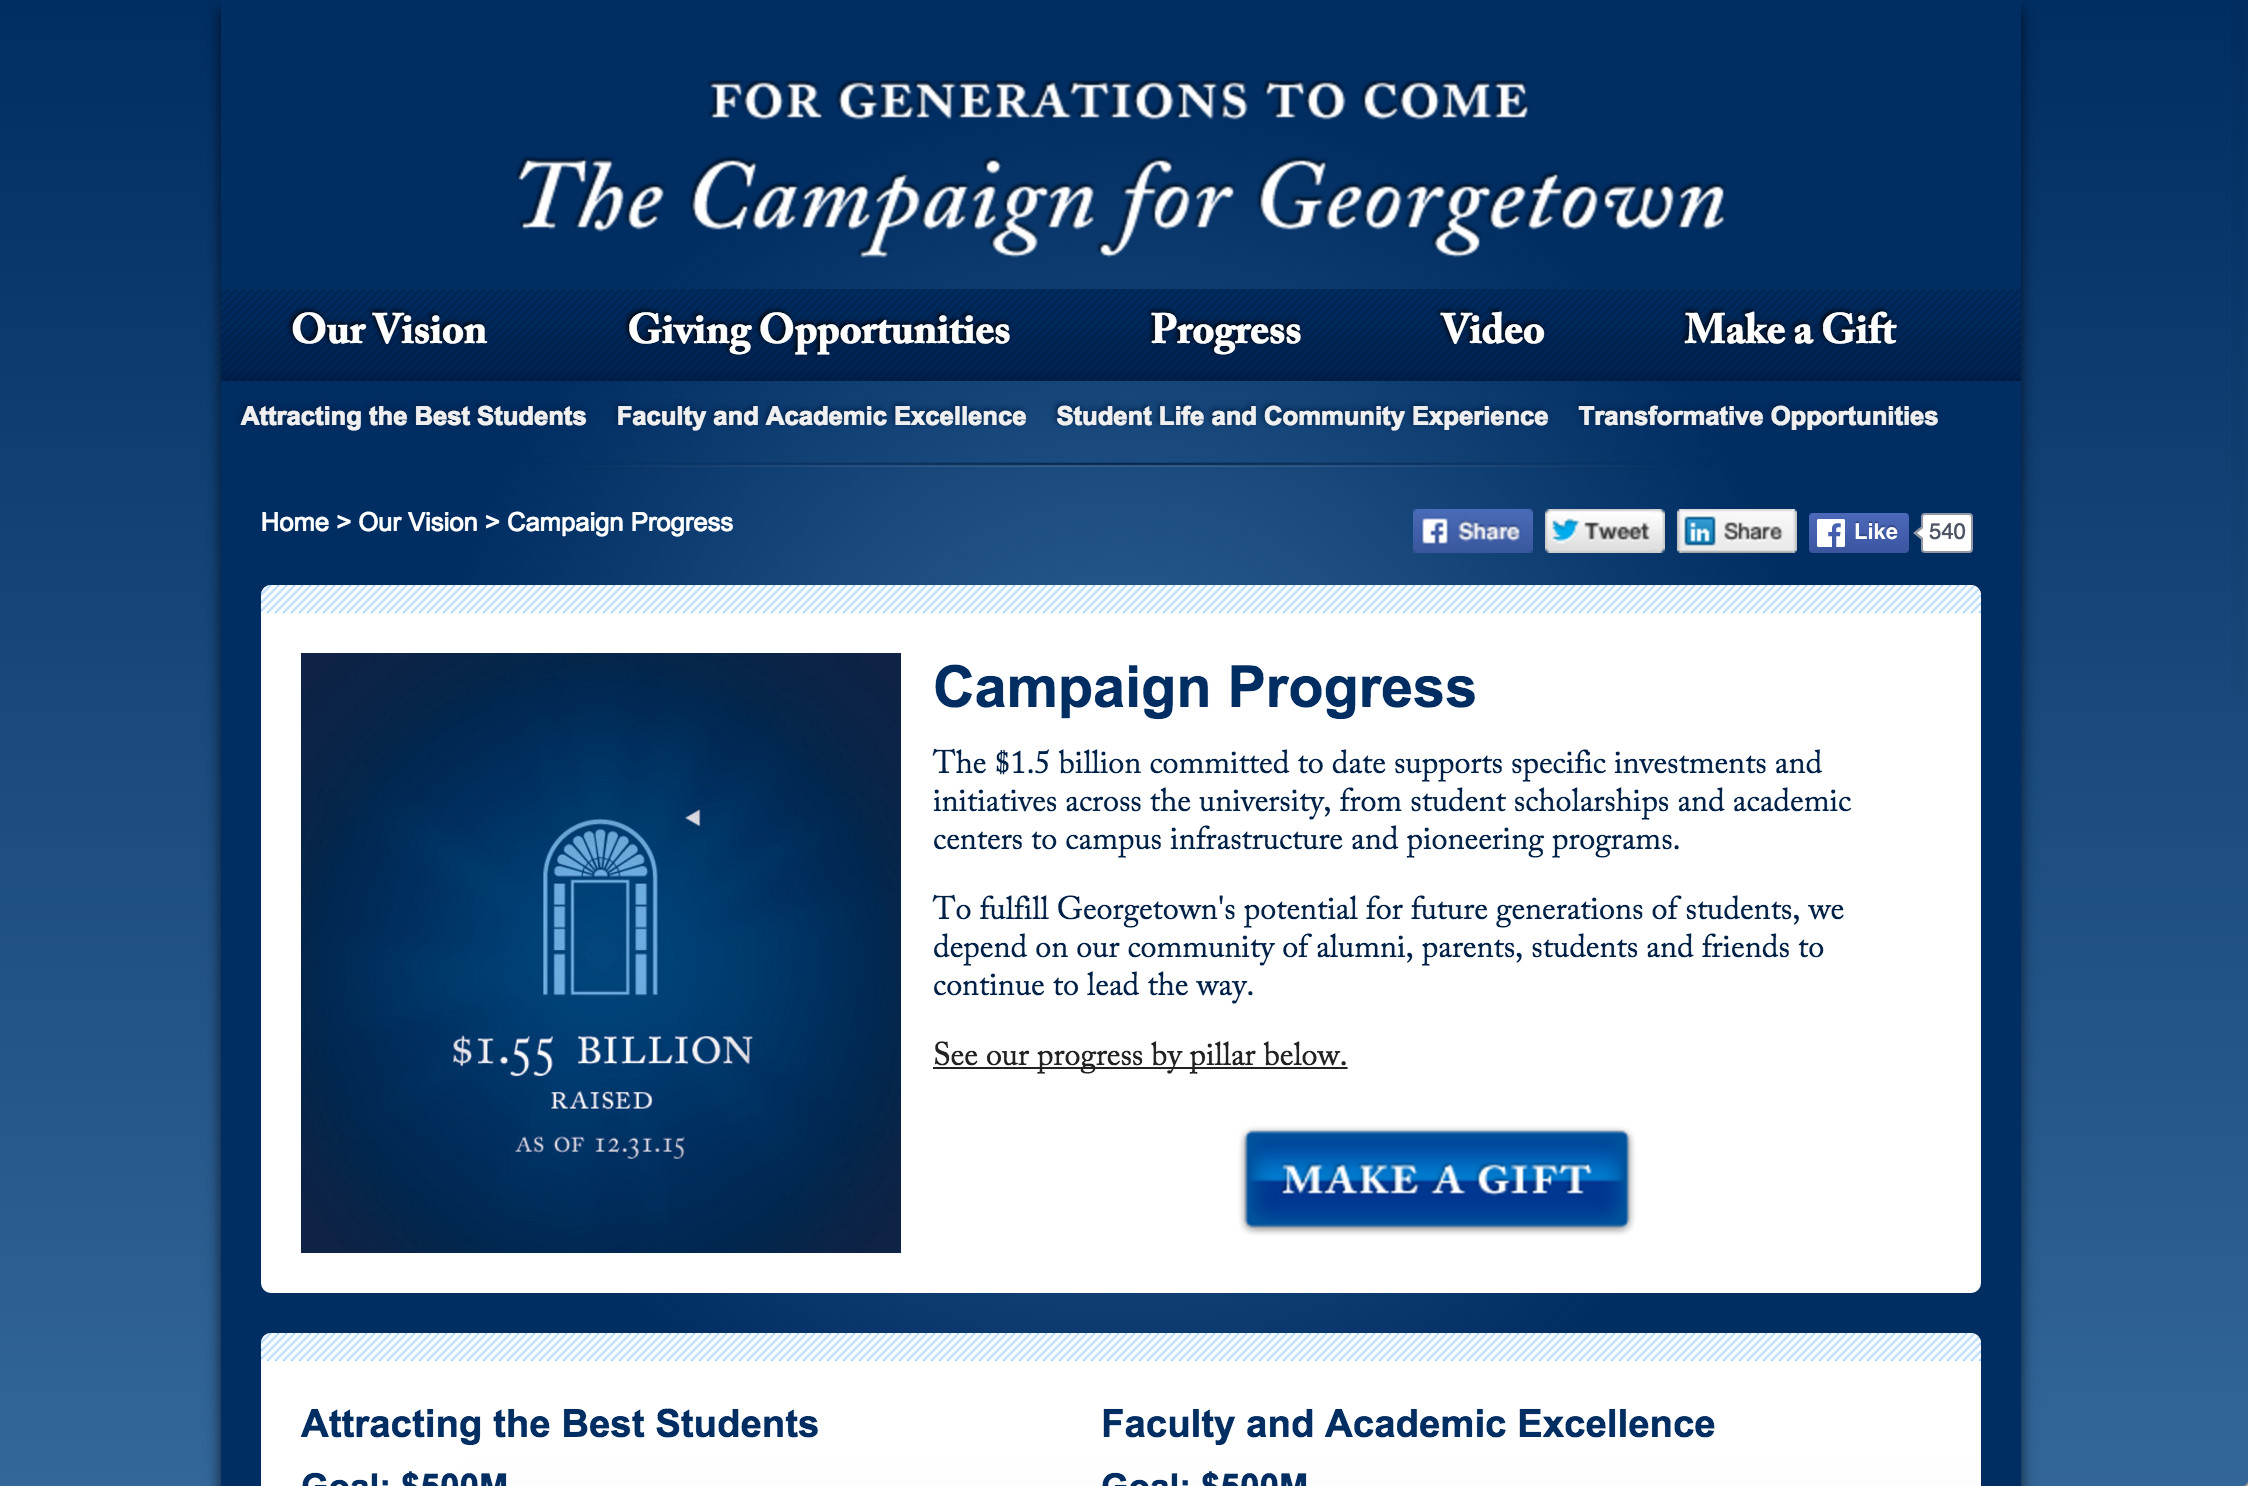 FOR GENERATIONS TO COME
The Campaign for Georgetown
Our Vision Giving Opportunities Progress Video Make a Gift
Attracting the Best Students Faculty and Academic Excellence Student Life and Community Experience Transformative Opportunities
Home > Our Vision > Campaign Progress
Share Tweet Share Like 540
Campaign Progress
The $1.5 billion committed to date supports specific investments and
initiatives across the university, from student scholarships and academic
centers to campus infrastructure and pioneering programs.
To fulfill Georgetown's potential for future generations of students, we
depend on our community of alumni, parents, students and friends to
continue to lead the way.
See our progress by pillar below.
MAKE A GIFT
$1.55 BILLION
RAISED
AS OF 12.31.15
Attracting the Best Students
Goal: $500M
Faculty and Academic Excellence
Goal: $500M